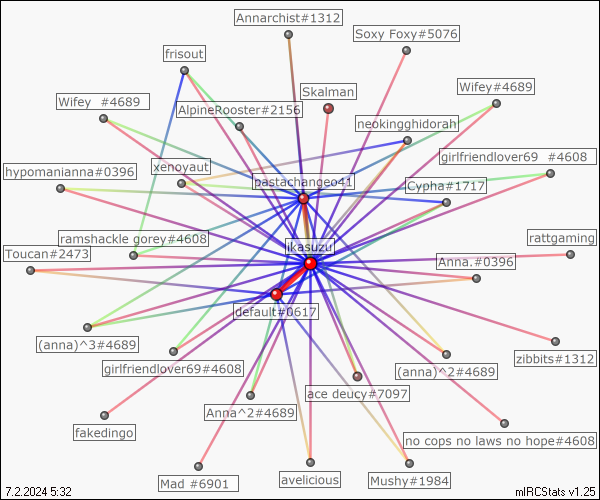 Annarchist#1312
Soxy Foxy#5076
frisout
Skalman
Wifey #4689
Wifey #4689
AlpineRooster#2156
neokingghidorah
girlfriendlover69 #4608
hypomanianna#0396
xenoyaut
pastachangeo41
Cypha#1717
ramshackle gorey#4608
ikasuzu
rattgaming
Toucan#2473
Anna.#0396
default#0617
(anna)^3#4689
zibbits#1312
girlfriendlover69#4608
(anna)^2#4689
ace deucy#7097
fakedingo
Anna^2#4689
no cops no laws no hope#4608
Mad #6901
avelicious
Mushy#1984
7.2.2024 5:32
mIRCStats v1.25